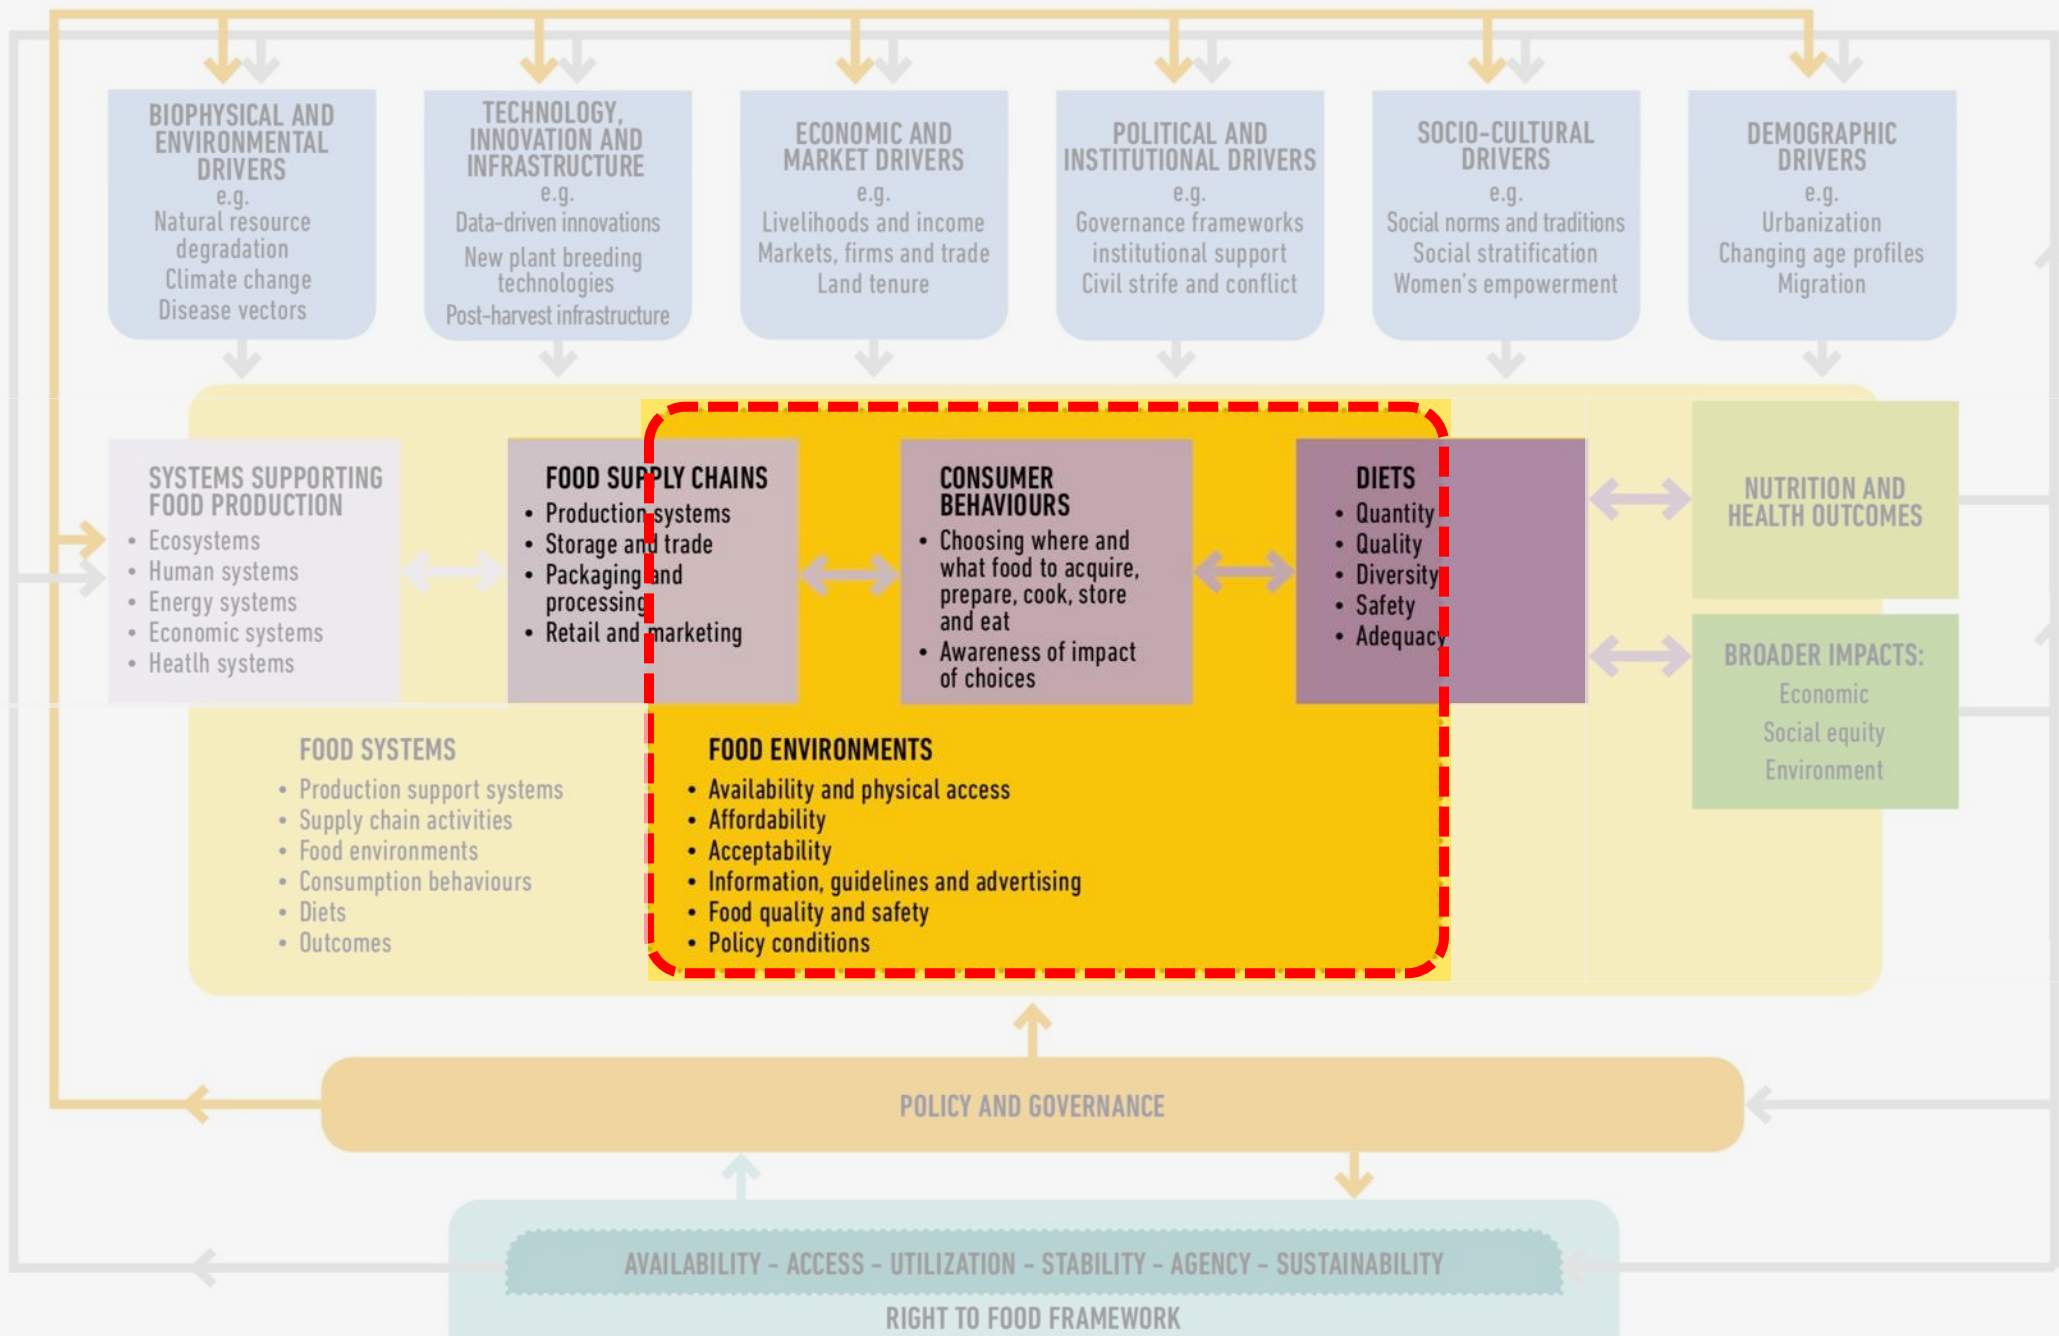 BIOPHYSICAL AND
ENVIRONMENTAL
DRIVERS
e.g.
Natural resource
degradation
Climate change
Disease vectors
TECHNOLOGY,
INNOVATION AND
INFRASTRUCTURE
e.g.
Data-driven innovations
New plant breeding
technologies
Post-harvest infrastructure
ECONOMIC AND
MARKET DRIVERS
e.g.
Livelihoods and income
Markets, firms and trade
Land tenure
POLITICAL AND
INSTITUTIONAL DRIVERS
e.g.
Governance frameworks
institutional support
Civil strife and conflict
SOCIO-CULTURAL
DRIVERS
e.g.
Social norms and traditions
Social stratification
Women's empowerment
DEMOGRAPHIC
DRIVERS
e.g.
Urbanization
Changing age profiles
Migration
SYSTEMS SUPPORTING
FOOD PRODUCTION
• Ecosystems
• Human systems
• Energy systems
• Economic systems
• Heatlh systems
FOOD SUPPLY CHAINS
• Production systems
• Storage and trade
• Packaging and
processing
• Retail and marketing
CONSUMER
BEHAVIOURS
• Choosing where and
what food to acquire,
prepare, cook, store
and eat
• Awareness of impact
of choices
DIETS
• Quantity
• Quality
• Diversity
• Safety
• Adequacy
NUTRITION AND
HEALTH OUTCOMES
BROADER IMPACTS:
Economic
Social equity
Environment
FOOD SYSTEMS
• Production support systems
• Supply chain activities
• Food environments
• Consumption behaviours
• Diets
• Outcomes
FOOD ENVIRONMENTS
• Availability and physical access
• Affordability
• Acceptability
• Information, guidelines and advertising
• Food quality and safety
• Policy conditions
POLICY AND GOVERNANCE
AVAILABILITY – ACCESS – UTILIZATION – STABILITY – AGENCY – SUSTAINABILITY
RIGHT TO FOOD FRAMEWORK